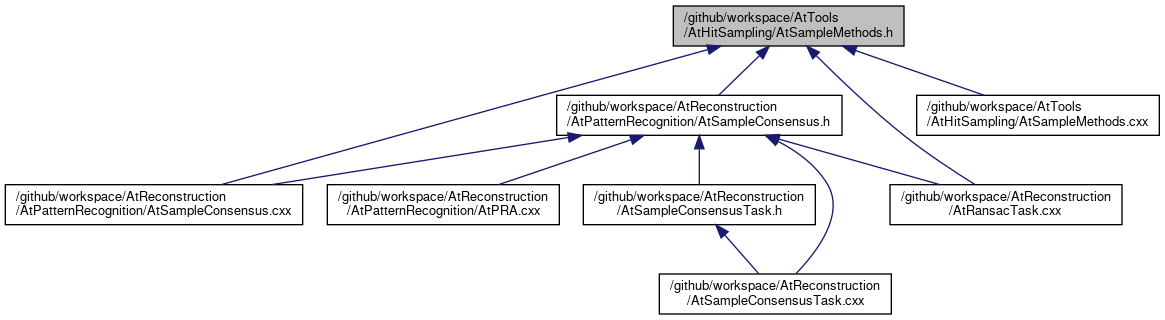 /github/workspace/AtTools
/AtHitSampling/AtSampleMethods.h
/github/workspace/AtReconstruction
/AtPatternRecognition/AtSampleConsensus.h
/github/workspace/AtTools
/AtHitSampling/AtSampleMethods.cxx
/github/workspace/AtReconstruction
/AtPatternRecognition/AtSampleConsensus.cxx
/github/workspace/AtReconstruction
/AtPatternRecognition/AtPRA.cxx
/github/workspace/AtReconstruction
/AtSampleConsensusTask.h
/github/workspace/AtReconstruction
/AtRansacTask.cxx
/github/workspace/AtReconstruction
/AtSampleConsensusTask.cxx